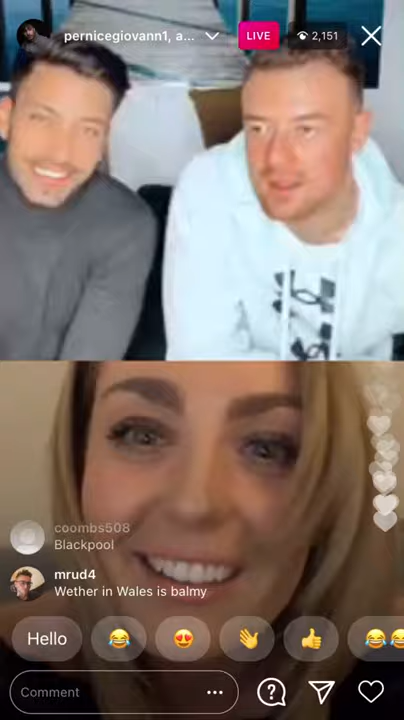 pernicegiovann1, a...
LIVE
2,151
coombs508
Blackpool
mrud4
Wether in Wales is balmy
Hello
Comment